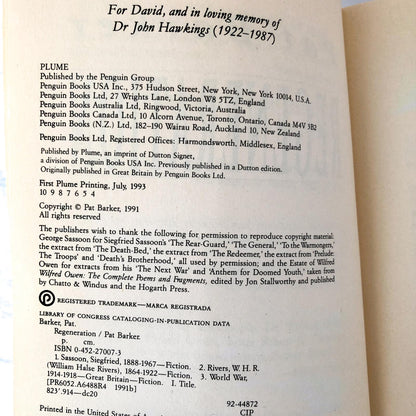 For David, and in loving memory of
Dr John Hawkings (1922–1987)
PLUME
Published by the Penguin Group
Penguin Books USA Inc., 375 Hudson Street, New York, New York 10014, U.S.A.
Penguin Books Ltd, 27 Wrights Lane, London W8 5TZ, England
Penguin Books Australia Ltd, Ringwood, Victoria, Australia
Penguin Books Canada Ltd, 10 Alcorn Avenue, Toronto, Ontario, Canada M4V 3B2
Penguin Books (N.Z.) Ltd, 182–190 Wairau Road, Auckland 10, New Zealand
Penguin Books Ltd, Registered Offices: Harmondsworth, Middlesex, England
Published by Plume, an imprint of Dutton Signet,
a division of Penguin Books USA Inc. Previously published in a Dutton edition.
Originally published in Great Britain by Penguin Books Ltd.
First Plume Printing, July, 1993
10 9 8 7 6 5 4
Copyright © Pat Barker, 1991
All rights reserved
The publishers wish to thank the following for permission to reproduce copyright material:
George Sassoon for Siegfried Sassoon's 'The Rear-Guard,' 'The General,' 'To the Warmongers,'
the extract from 'The Death-Bed,' the extract from 'The Redeemer,' the extract from 'Prelude:
The Troops' and 'Death's Brotherhood,' all used by permission; and the Estate of Wilfred
Owen for extracts from his 'The Next War' and 'Anthem for Doomed Youth,' taken from
Wilfred Owen: The Complete Poems and Fragments, edited by Jon Stallworthy and published
by Chatto & Windus and the Hogarth Press.
REGISTERED TRADEMARK—MARCA REGISTRADA
LIBRARY OF CONGRESS CATALOGING-IN-PUBLICATION DATA
Barker, Pat.
Regeneration / Pat Barker.
p. cm.
ISBN 0-452-27007-3
1. Sassoon, Siegfried, 1888-1967—Fiction. 2. Rivers, W. H. R.
(William Halse Rivers), 1864-1922—Fiction. 3. World War,
1914-1918—Great Britain—Fiction. I. Title.
[PR6052.A6488R4 1991b]
823'.914—dc20
92-44872
CIP
Printed in the United States of